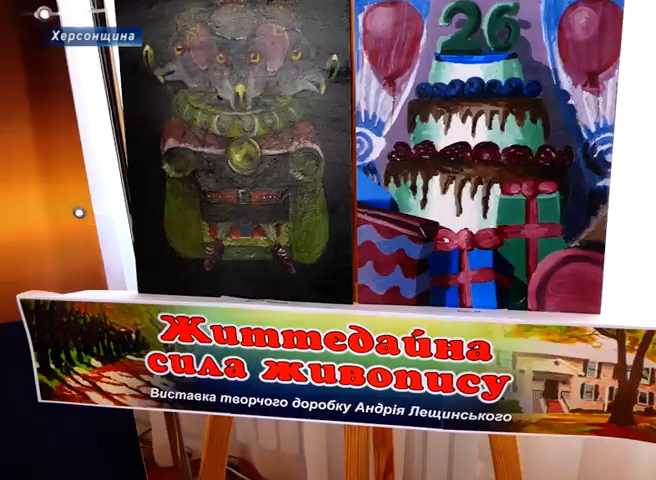 Херсонщина
26
Життєдайна
сила живопису
Виставка творчого доробку Андрія Лещинського